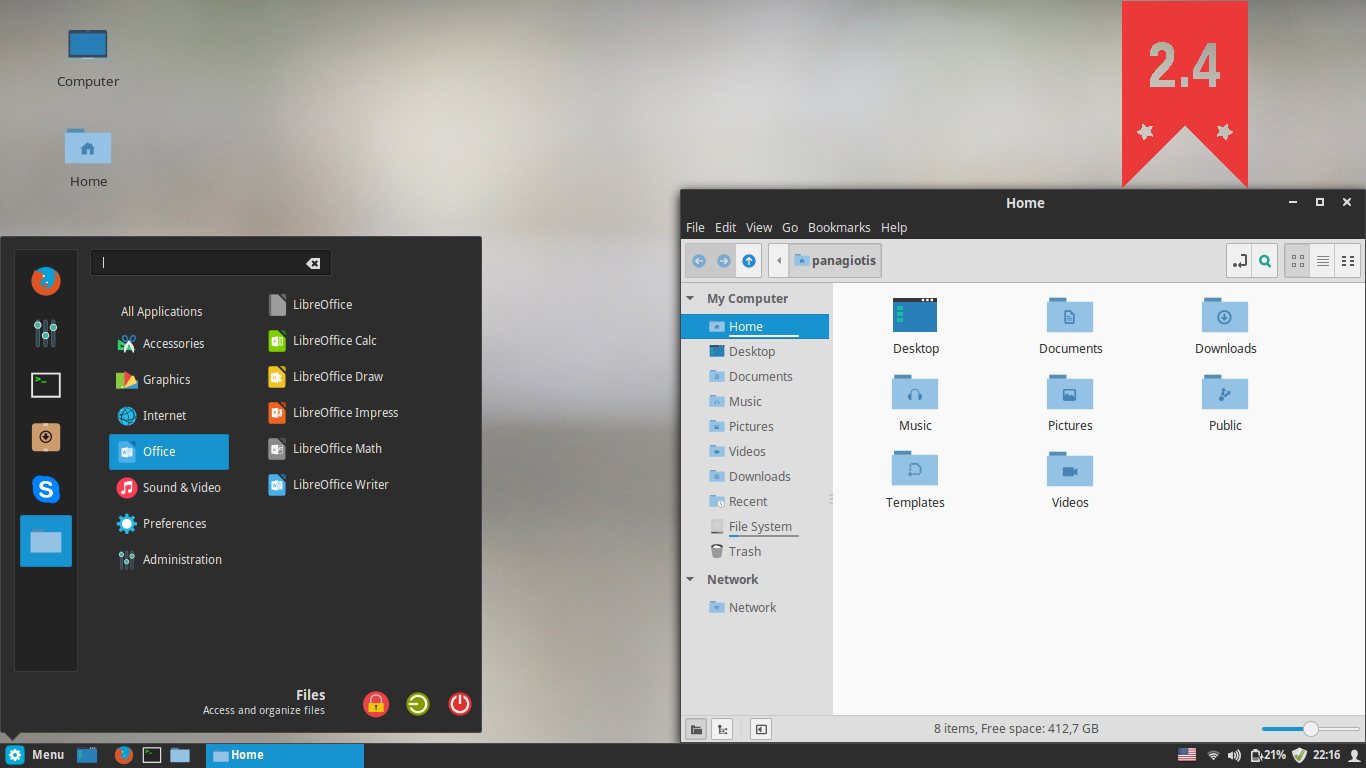 Computer
Home
2.4
All Applications
Accessories
Graphics
Internet
Office
Sound & Video
Preferences
Administration
LibreOffice
LibreOffice Calc
LibreOffice Draw
LibreOffice Impress
LibreOffice Math
LibreOffice Writer
Files
Access and organize files
Home
File Edit View Go Bookmarks Help
panagiotis
My Computer
Home
Desktop
Documents
Music
Pictures
Videos
Downloads
Recent
File System
Trash
Network
Network
Desktop Documents Downloads
Music Pictures Public
Templates Videos
8 items, Free space: 412,7 GB
Menu
Home
21%
22:16